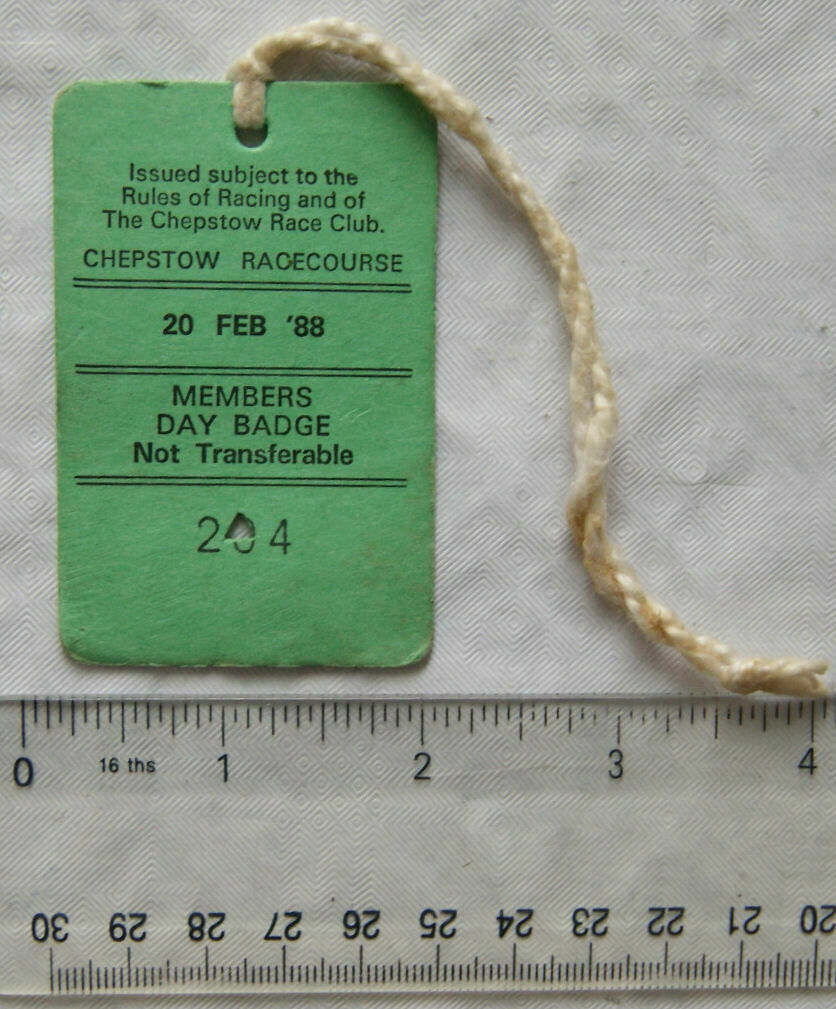 Issued subject to the
Rules of Racing and of
The Chepstow Race Club.
CHEPSTOW RACECOURSE
20 FEB '88
MEMBERS
DAY BADGE
Not Transferable
204
0 16 ths 1 2 3 4
30 29 28 27 26 25 24 23 22 21 20